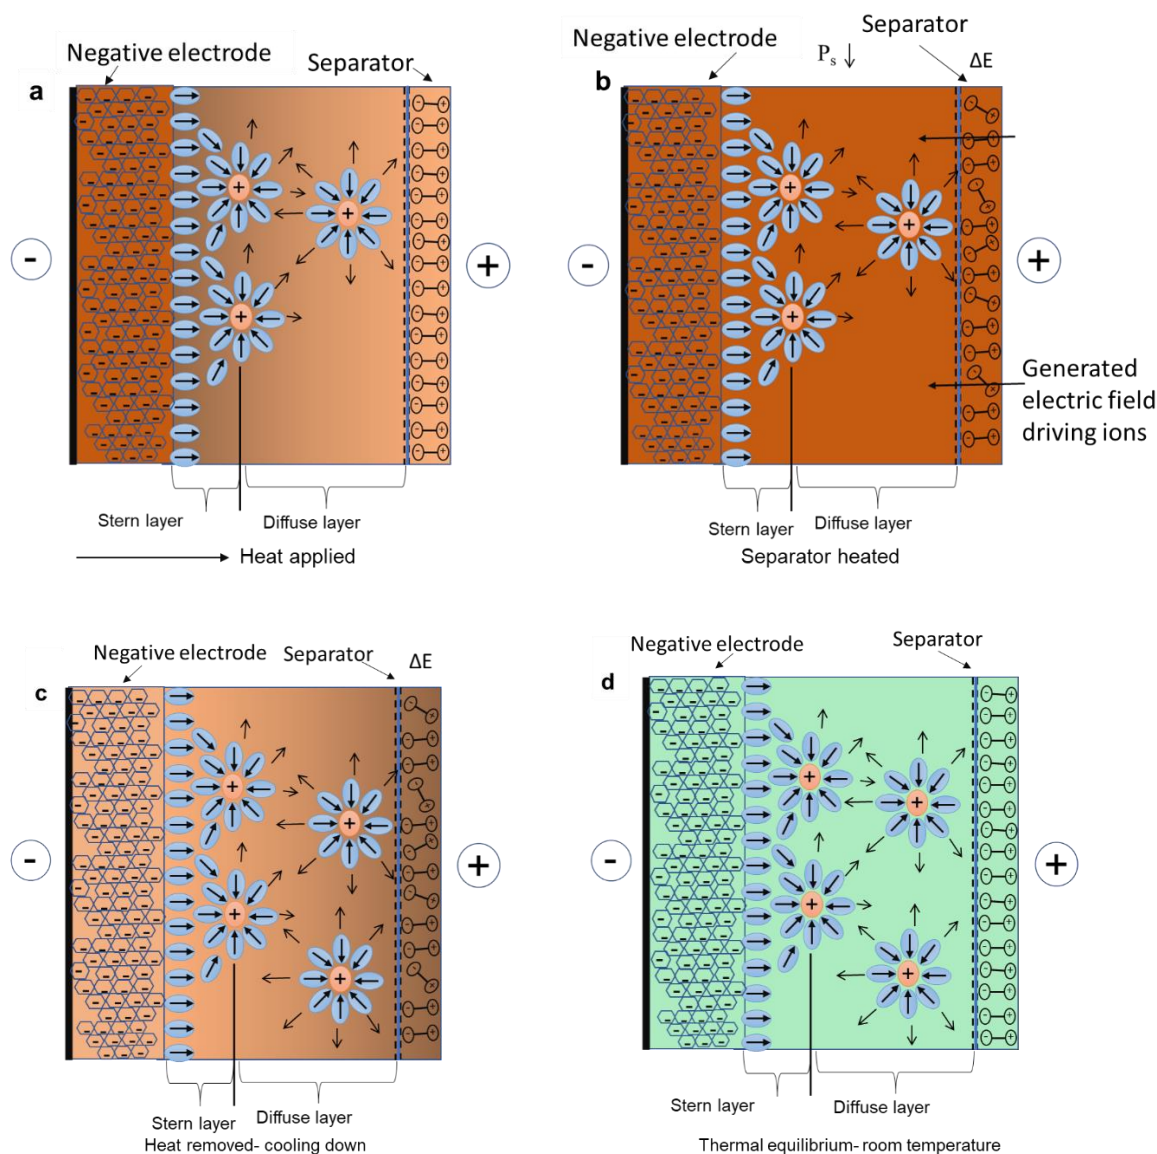 Negative electrode
Separator
a
-
+
Stern layer
Diffuse layer
Heat applied
Negative electrode
Separator
Pₛ ↓
ΔE
b
-
+
Generated
electric field
driving ions
Stern layer
Diffuse layer
Separator heated
Negative electrode
Separator
ΔE
c
-
+
Stern layer
Diffuse layer
Heat removed- cooling down
Negative electrode
Separator
d
-
+
Stern layer
Diffuse layer
Thermal equilibrium- room temperature